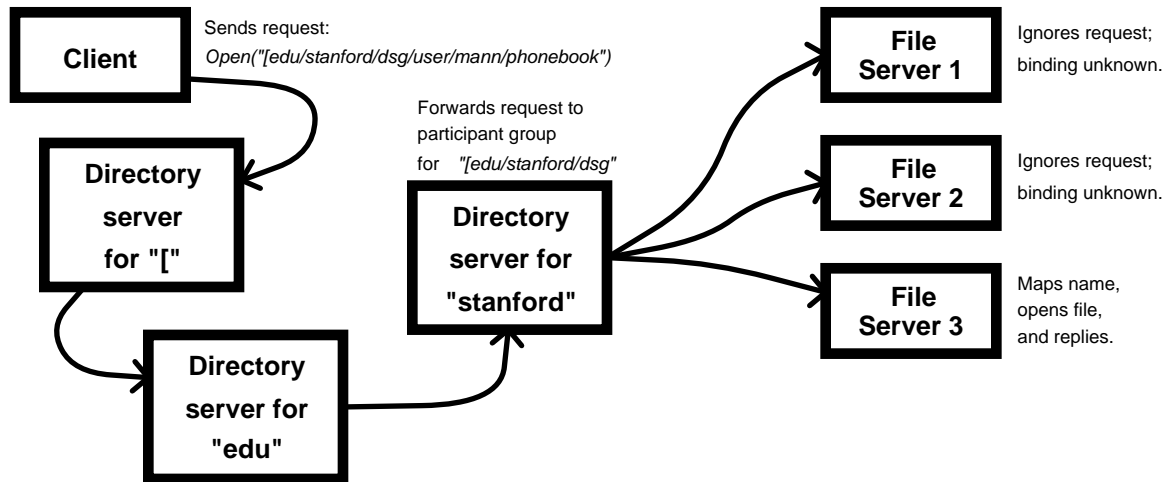 Client
Sends request:
Open("[edu/stanford/dsg/user/mann/phonebook")
Directory
server
for "["
Directory
server for
"edu"
Forwards request to
participant group
for "[edu/stanford/dsg"
Directory
server for
"stanford"
File
Server 1
Ignores request;
binding unknown.
File
Server 2
Ignores request;
binding unknown.
File
Server 3
Maps name,
opens file,
and replies.